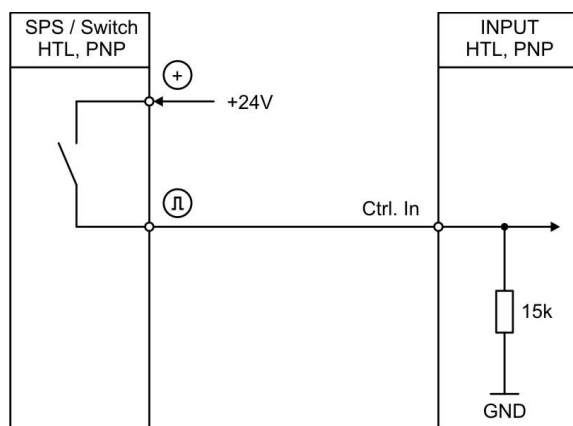 SPS / Switch
HTL, PNP
INPUT
HTL, PNP
+
+24V
Ctrl. In
15k
GND